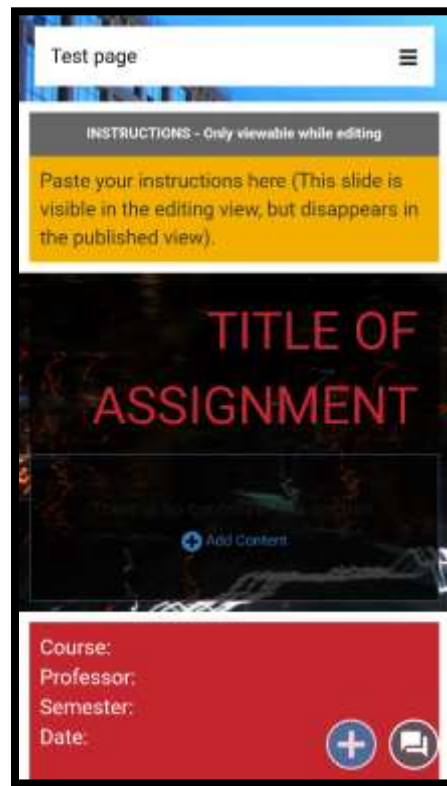 Test page
INSTRUCTIONS - Only viewable while editing
Paste your instructions here (This slide is
visible in the editing view, but disappears in
the published view).
TITLE OF
ASSIGNMENT
Add Content
Course:
Professor:
Semester:
Date: